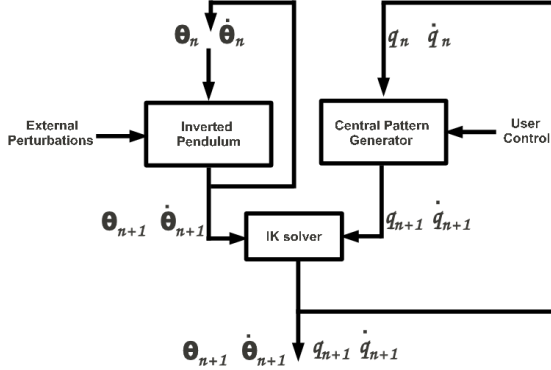 θn θ̇n
qn q̇n
External
Perturbations
Inverted
Pendulum
Central Pattern
Generator
User
Control
θn+1 θ̇n+1
IK solver
qn+1 q̇n+1
θn+1 θ̇n+1 qn+1 q̇n+1